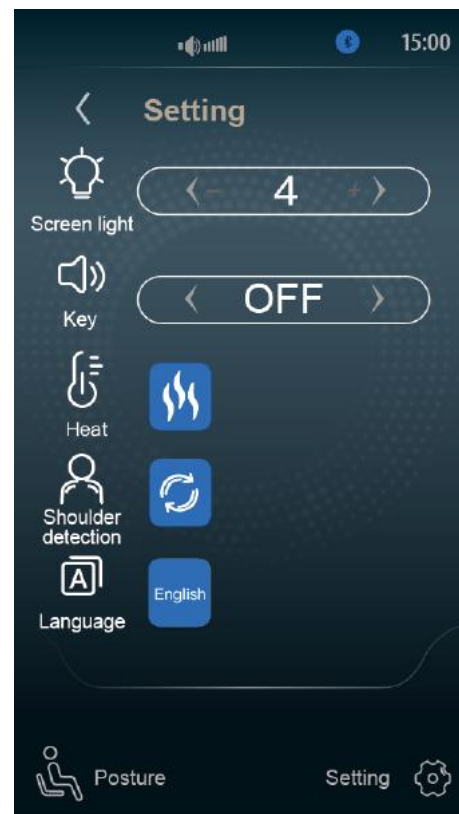 15:00
Setting
- 4 +
Screen light
OFF
Key
Heat
Shoulder
detection
A
English
Language
Posture
Setting